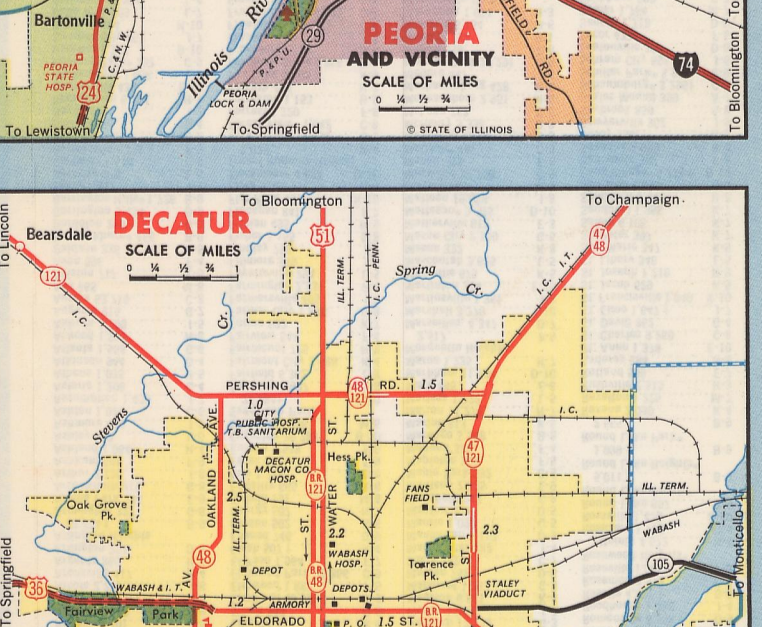 Bartonville
PEORIA
STATE
HOSP.
24
C. & N.W.
To Lewistown
Illinois
Riv
29
P. & P. U.
PEORIA
LOCK & DAM
To Springfield
PEORIA
AND VICINITY
SCALE OF MILES
0 ¼ ½ ¾ 1
© STATE OF ILLINOIS
FIELD
RD.
74
To Bloomington
To
To Lincoln
Bearsdale
DECATUR
SCALE OF MILES
0 ¼ ½ ¾ 1
121
I. C.
To Bloomington
51
ILL. TERM.
I. C.
PENN.
Spring
Cr.
To Champaign
47
48
I. C.
I. T.
Cr.
Stevens
PERSHING
48
121
RD.
1.5
1.0
CITY
PUBLIC HOSP.
T.B. SANITARIUM
DECATUR
MACON CO.
HOSP.
ST.
Hess Pk.
47
121
I. C.
OAKLAND
AVE.
2.5
ILL. TERM.
B.R.
121
ST.
WATER
FANS
FIELD
ILL. TERM.
Oak Grove
Pk.
2.2
2.3
WABASH
48
AV.
WABASH
HOSP.
Torrence
Pk.
ST.
105
To Monticello
To Springfield
36
WABASH & I. T.
DEPOT
B.R.
48
DEPOTS
STALEY
VIADUCT
Fairview
Park
1.2
ARMORY
ELDORADO
P. O.
1.5 ST.
B.R.
121